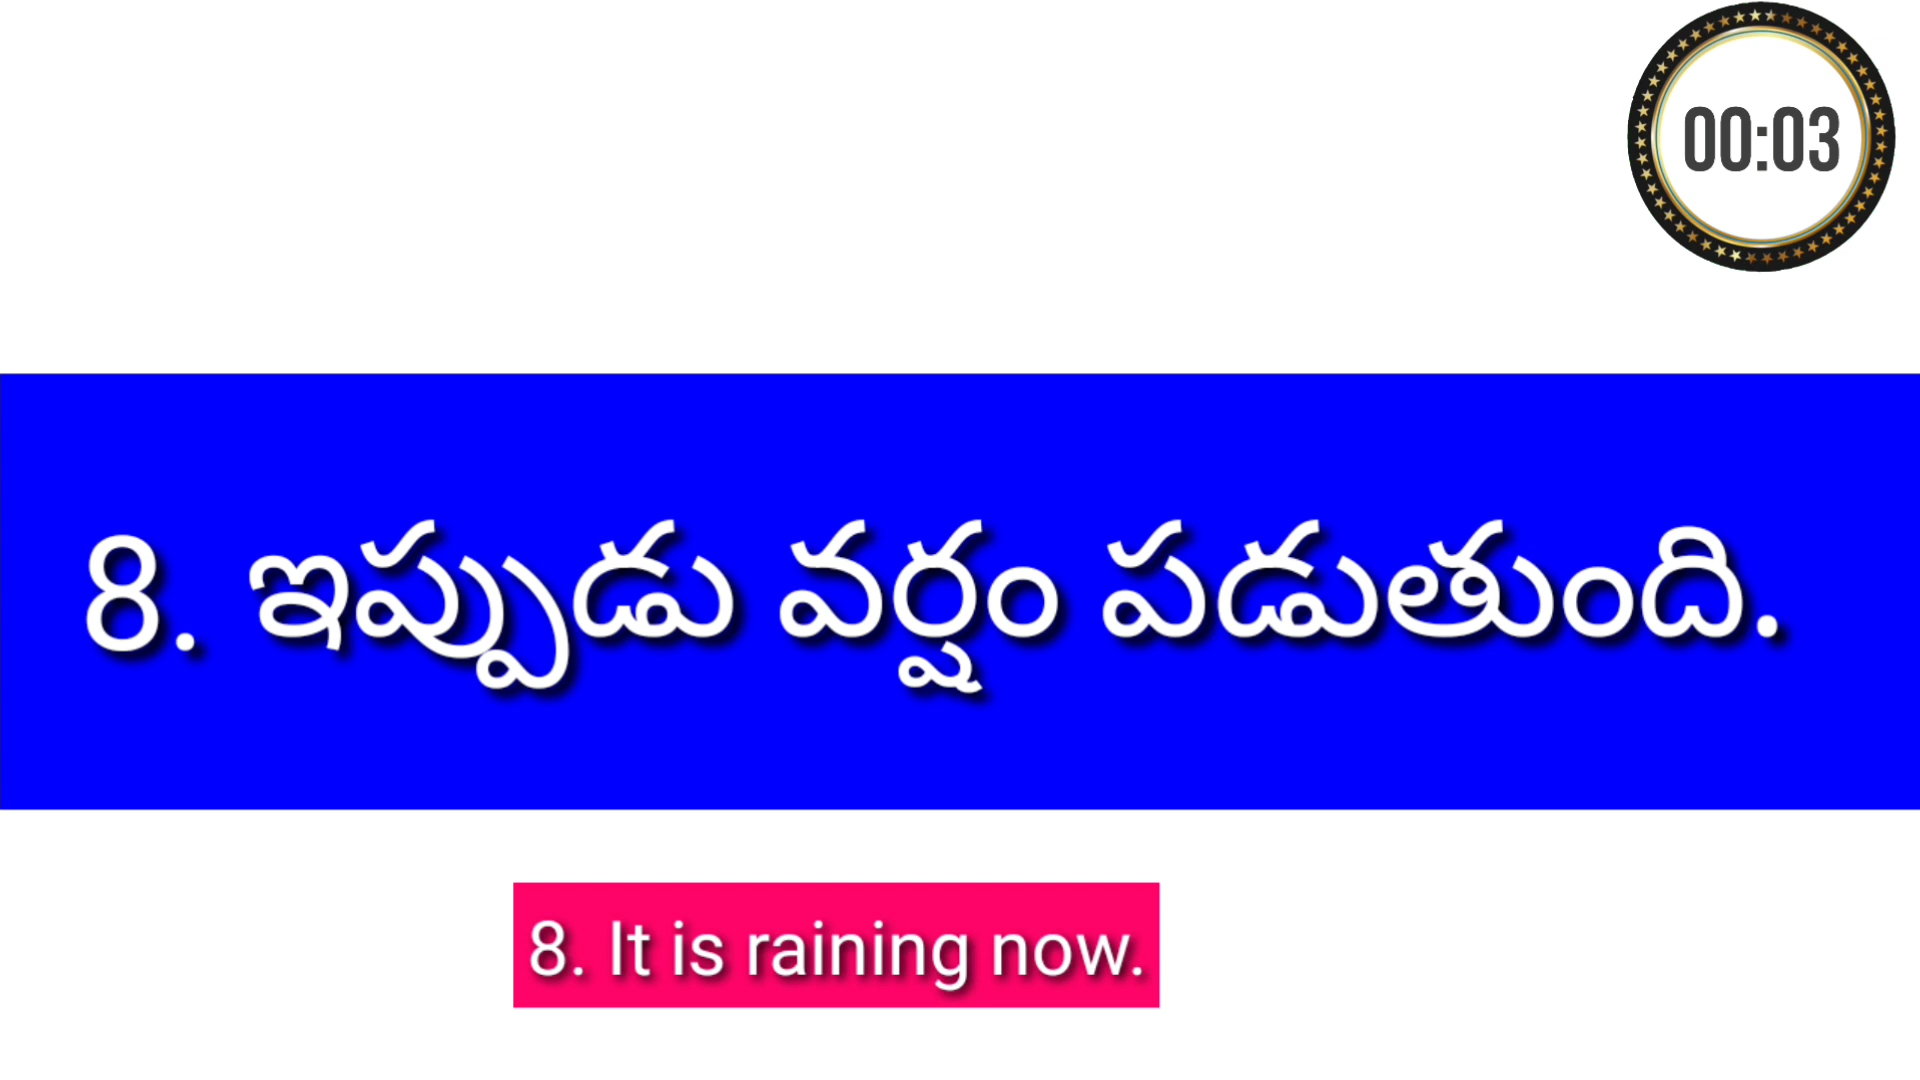 00:03
8. ఇప్పుడు వర్షం పడుతుంది.
8. It is raining now.